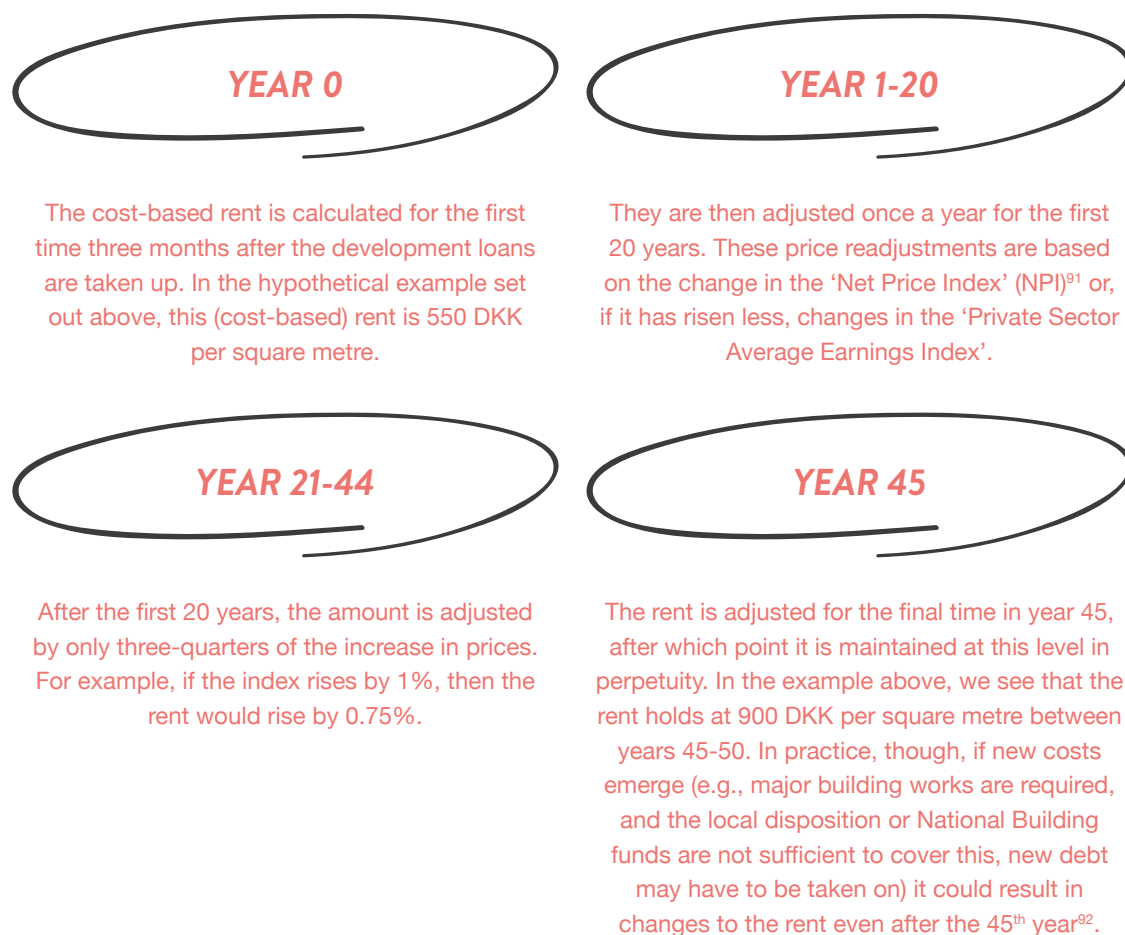 YEAR 0
The cost-based rent is calculated for the first
time three months after the development loans
are taken up. In the hypothetical example set
out above, this (cost-based) rent is 550 DKK
per square metre.
YEAR 1-20
They are then adjusted once a year for the first
20 years. These price readjustments are based
on the change in the ‘Net Price Index’ (NPI)⁹¹ or,
if it has risen less, changes in the ‘Private Sector
Average Earnings Index’.
YEAR 21-44
After the first 20 years, the amount is adjusted
by only three-quarters of the increase in prices.
For example, if the index rises by 1%, then the
rent would rise by 0.75%.
YEAR 45
The rent is adjusted for the final time in year 45,
after which point it is maintained at this level in
perpetuity. In the example above, we see that the
rent holds at 900 DKK per square metre between
years 45-50. In practice, though, if new costs
emerge (e.g., major building works are required,
and the local disposition or National Building
funds are not sufficient to cover this, new debt
may have to be taken on) it could result in
changes to the rent even after the 45ᵗʰ year⁹².